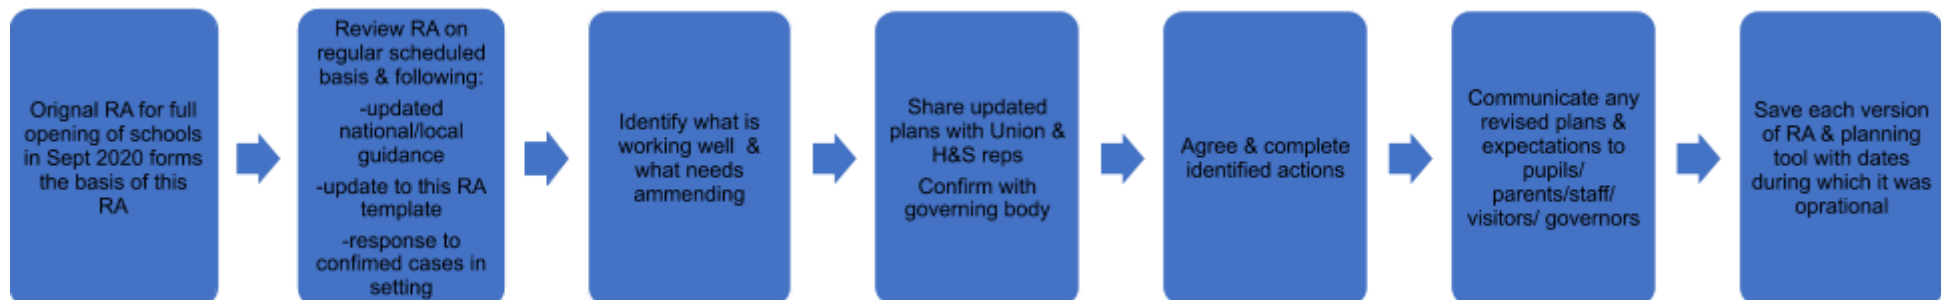 Orignal RA for full
opening of schools
in Sept 2020 forms
the basis of this
RA
Review RA on
regular scheduled
basis & following:
-updated
national/local
guidance
-update to this RA
template
-response to
confimed cases in
setting
Identify what is
working well &
what needs
ammending
Share updated
plans with Union &
H&S reps
Confirm with
governing body
Agree & complete
identified actions
Communicate any
revised plans &
expectations to
pupils/
parents/staff/
visitors/ governors
Save each version
of RA & planning
tool with dates
during which it was
oprational